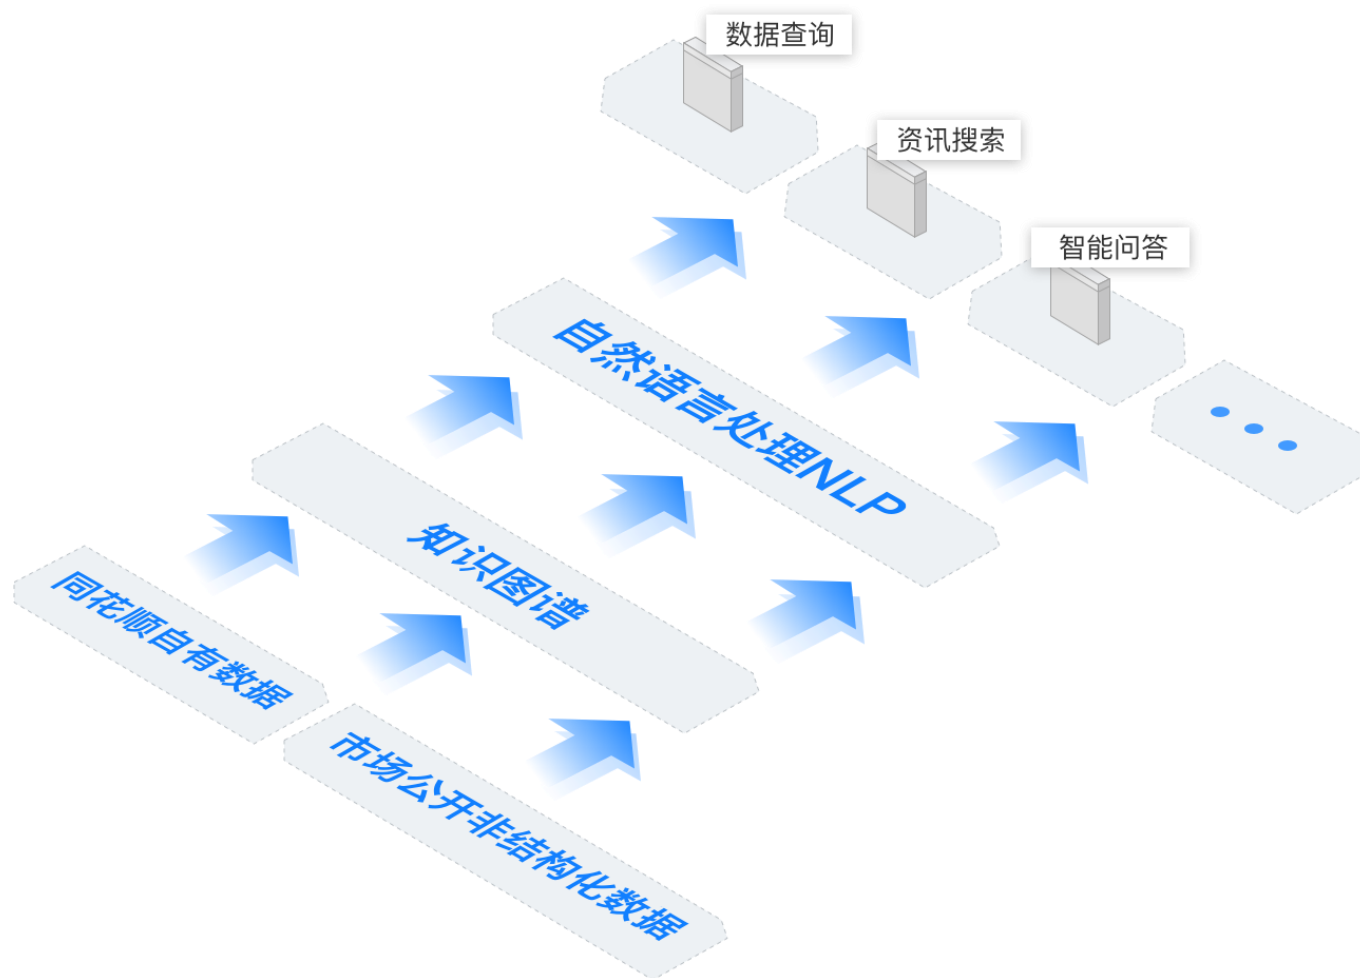 数据查询
资讯搜索
智能问答
自然语言处理NLP
知识图谱
同花顺自有数据
市场公开非结构化数据